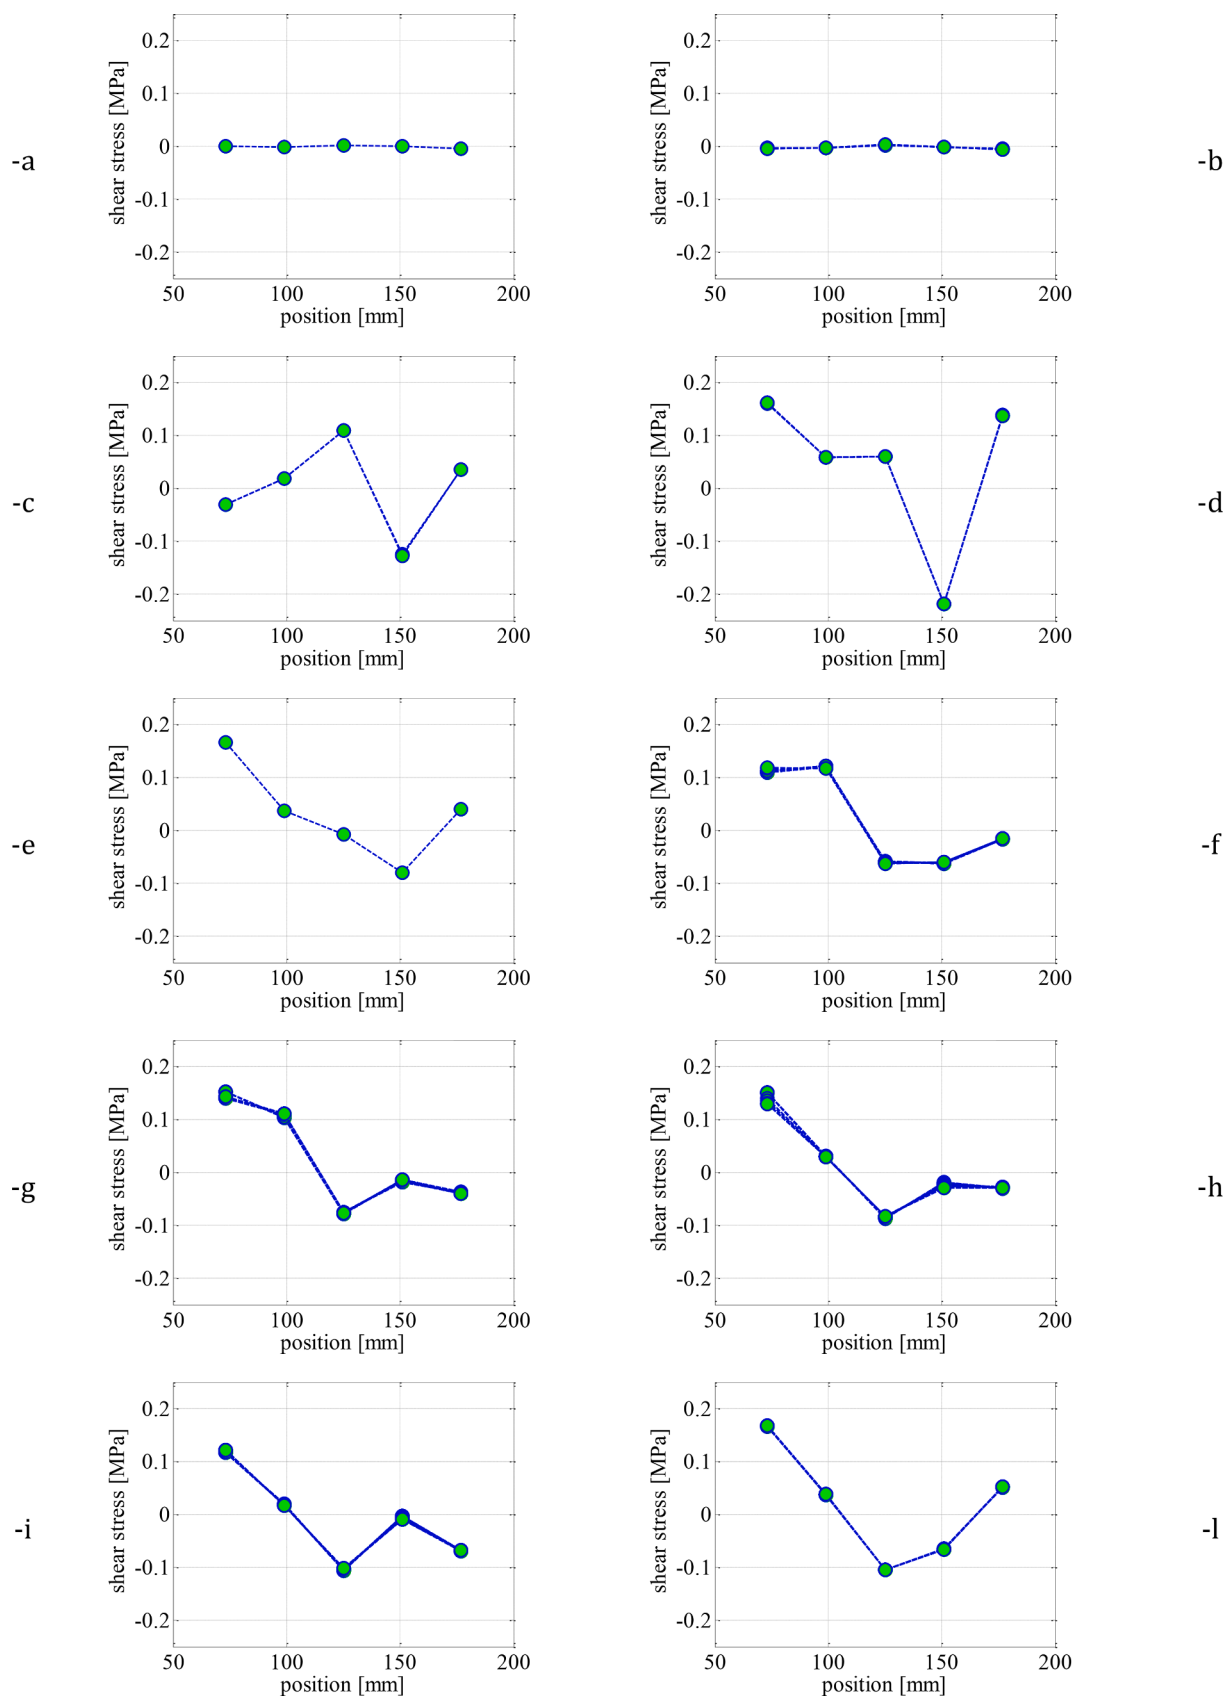 0.2 0.2
0.1 0.1
0 0
-0.1 -0.1
-0.2 -0.2
shear stress [MPa] shear stress [MPa]
-a -b
50 100 150 200 50 100 150 200
position [mm] position [mm]
0.2 0.2
0.1 0.1
0 0
-0.1 -0.1
-0.2 -0.2
shear stress [MPa] shear stress [MPa]
-c -d
50 100 150 200 50 100 150 200
position [mm] position [mm]
0.2 0.2
0.1 0.1
0 0
-0.1 -0.1
-0.2 -0.2
shear stress [MPa] shear stress [MPa]
-e -f
50 100 150 200 50 100 150 200
position [mm] position [mm]
0.2 0.2
0.1 0.1
0 0
-0.1 -0.1
-0.2 -0.2
shear stress [MPa] shear stress [MPa]
-g -h
50 100 150 200 50 100 150 200
position [mm] position [mm]
0.2 0.2
0.1 0.1
0 0
-0.1 -0.1
-0.2 -0.2
shear stress [MPa] shear stress [MPa]
-i -l
50 100 150 200 50 100 150 200
position [mm] position [mm]